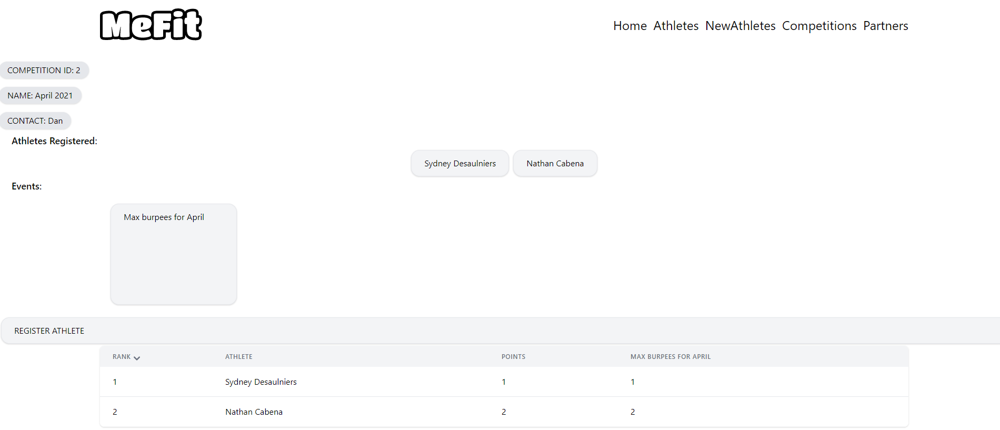 MeFit
Home Athletes NewAthletes Competitions Partners
COMPETITION ID: 2
NAME: April 2021
CONTACT: Dan
Athletes Registered:
Sydney Desaulniers Nathan Cabena
Events:
Max burpees for April
REGISTER ATHLETE
RANK ATHLETE POINTS MAX BURPEES FOR APRIL
1 Sydney Desaulniers 1 1
2 Nathan Cabena 2 2